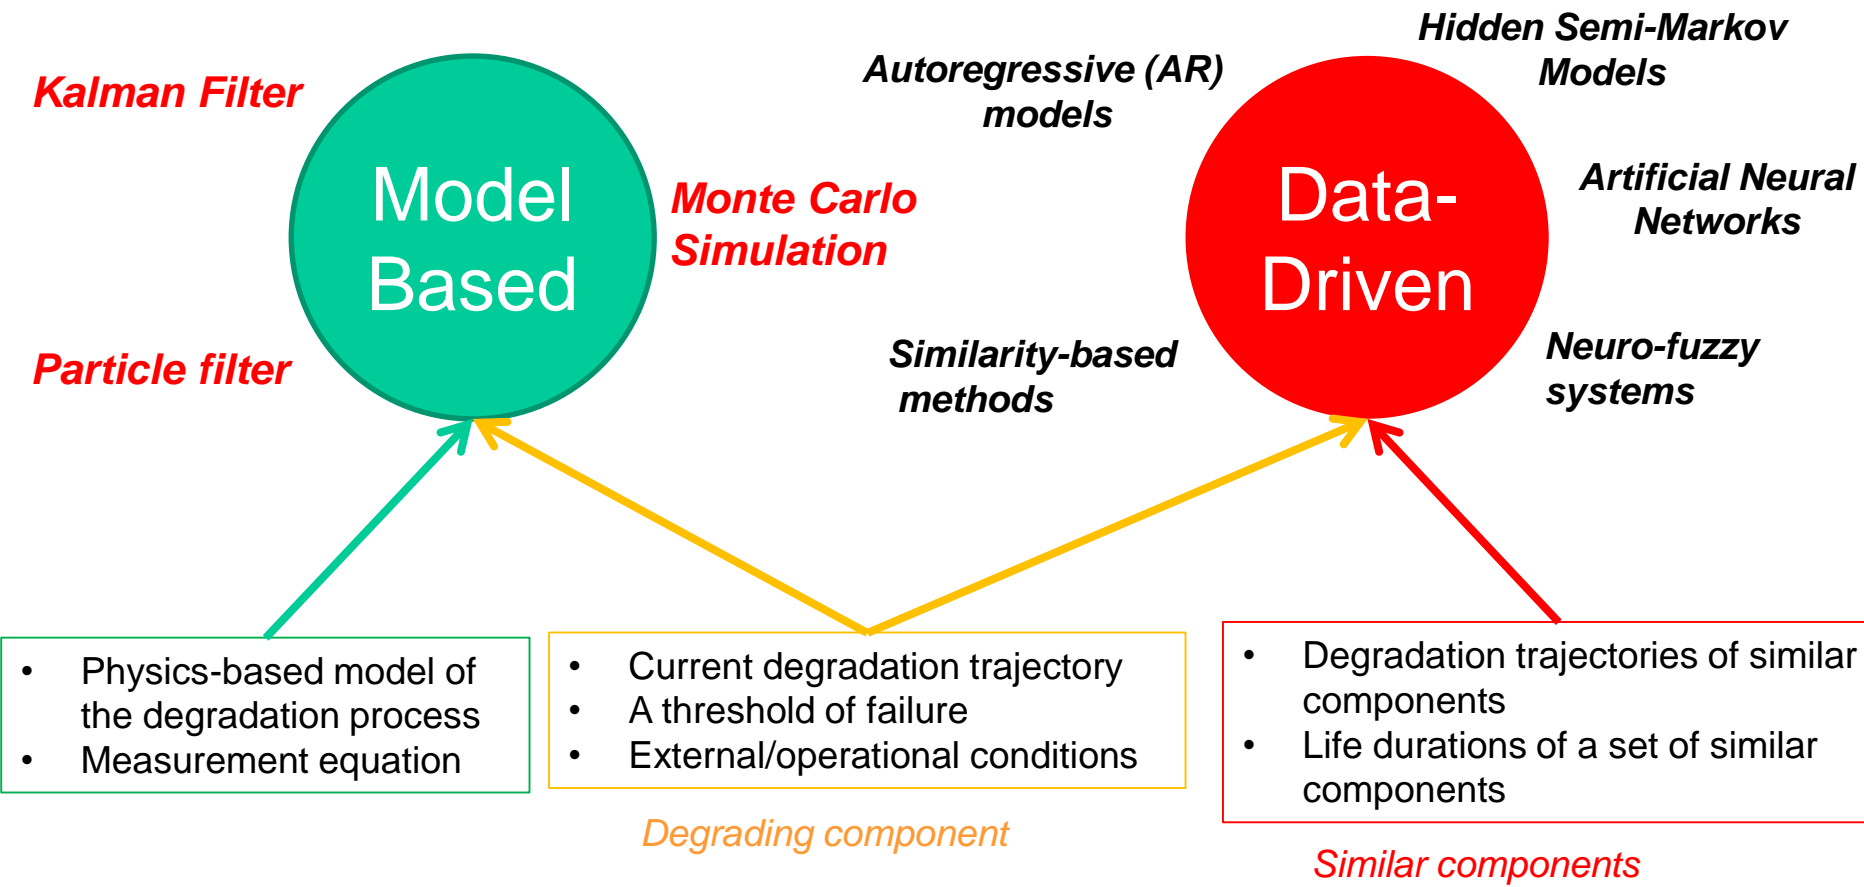 Kalman Filter
Model
Based
Monte Carlo
Simulation
Particle filter
Autoregressive (AR)
models
Hidden Semi-Markov
Models
Data-
Driven
Artificial Neural
Networks
Similarity-based
methods
Neuro-fuzzy
systems
• Physics-based model of
the degradation process
• Measurement equation
• Current degradation trajectory
• A threshold of failure
• External/operational conditions
Degrading component
• Degradation trajectories of similar
components
• Life durations of a set of similar
components
Similar components